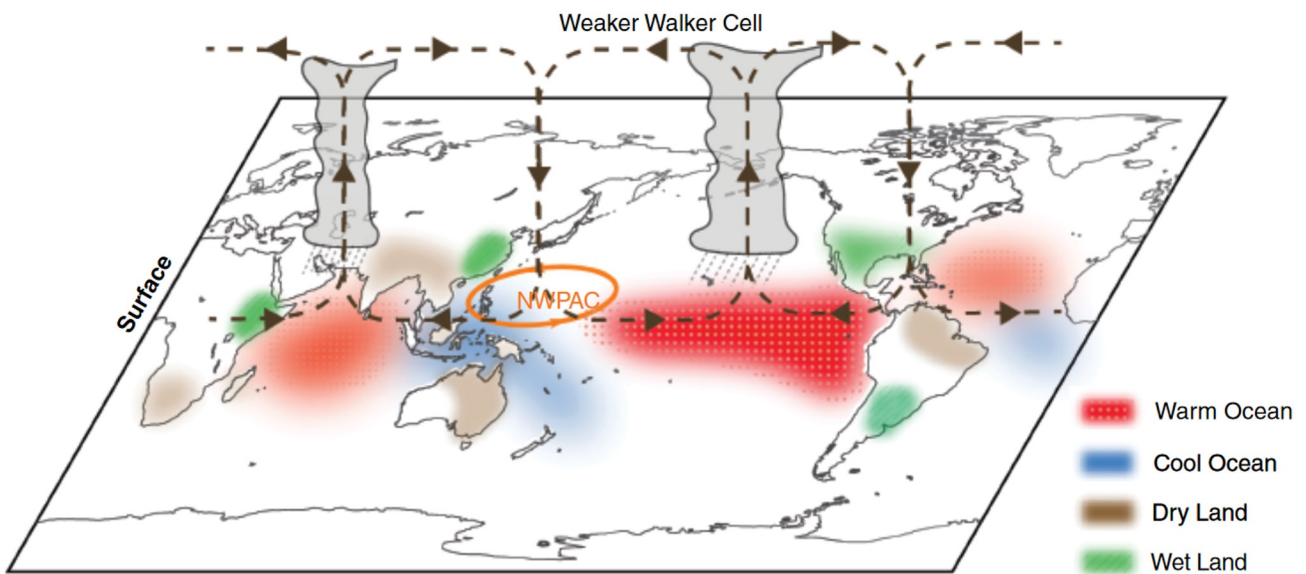 Weaker Walker Cell
Surface
NWPAC
Warm Ocean
Cool Ocean
Dry Land
Wet Land